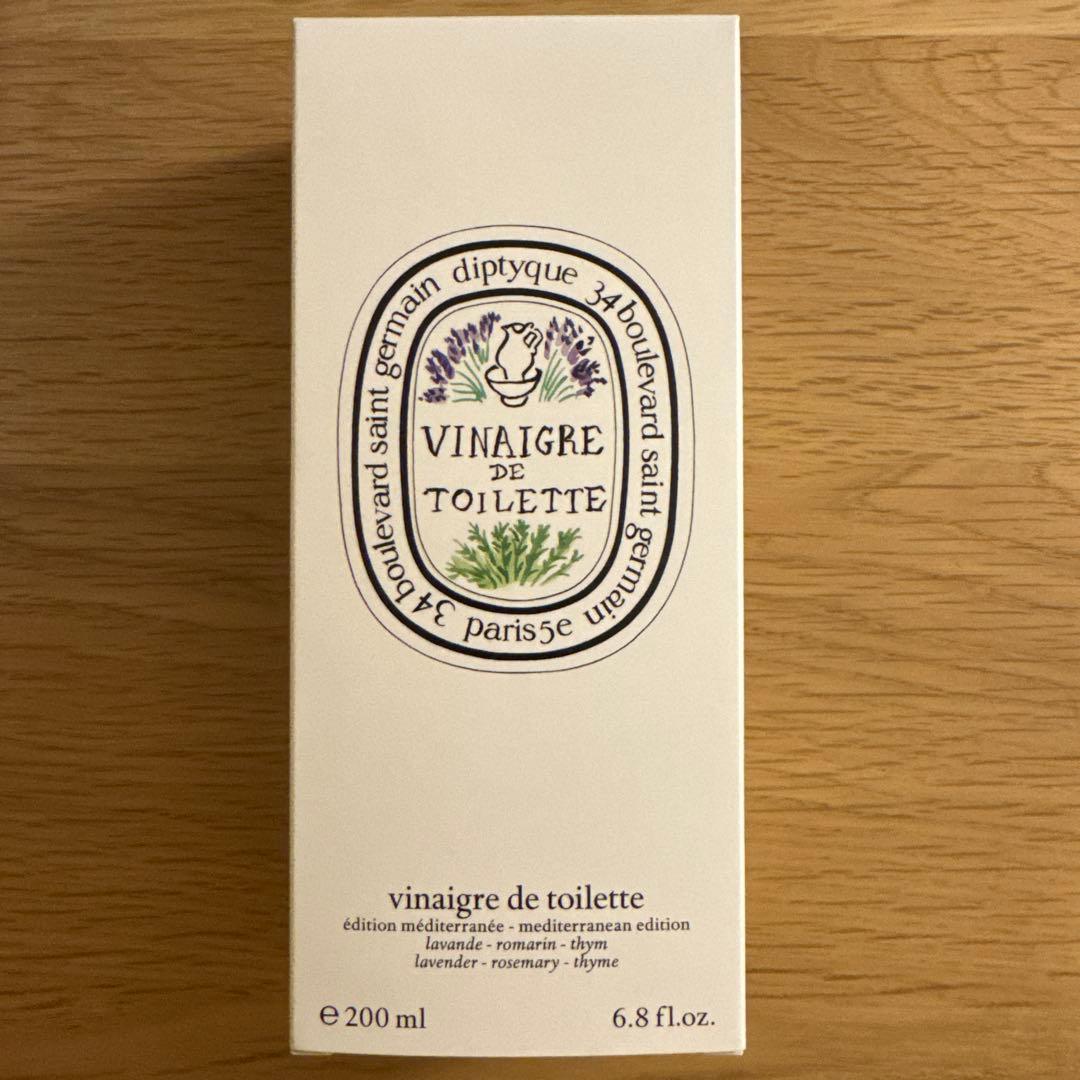 diptyque 34 boulevard saint germain paris5e 34 boulevard saint germain
VINAIGRE
DE
TOILETTE
vinaigre de toilette
édition méditerranée - mediterranean edition
lavande - romarin - thym
lavender - rosemary - thyme
℮ 200 ml 6.8 fl.oz.